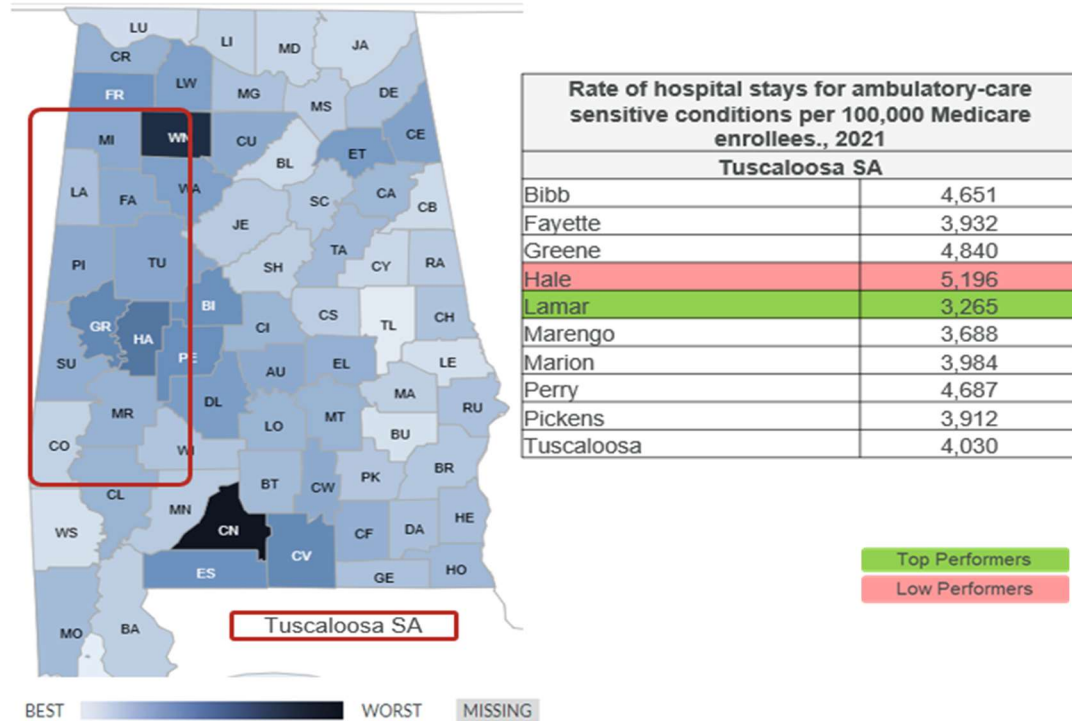 LU
LI
MD
JA
CR
LW
FR
MG
MS
DE
MI
WN
CU
BL
ET
CE
LA
FA
WA
JE
SC
CA
CB
PI
TU
SH
TA
CY
RA
GR
HA
BI
CI
CS
TL
CH
SU
PE
AU
EL
LE
MR
DL
LO
MT
MA
RU
CO
WI
BU
CL
MN
BT
CW
PK
BR
WS
CN
CV
CF
DA
HE
ES
GE
HO
MO
BA
Tuscaloosa SA
BEST
WORST
MISSING
Rate of hospital stays for ambulatory-care
sensitive conditions per 100,000 Medicare
enrollees., 2021
Tuscaloosa SA
Bibb 4,651
Fayette 3,932
Greene 4,840
Hale 5,196
Lamar 3,265
Marengo 3,688
Marion 3,984
Perry 4,687
Pickens 3,912
Tuscaloosa 4,030
Top Performers
Low Performers